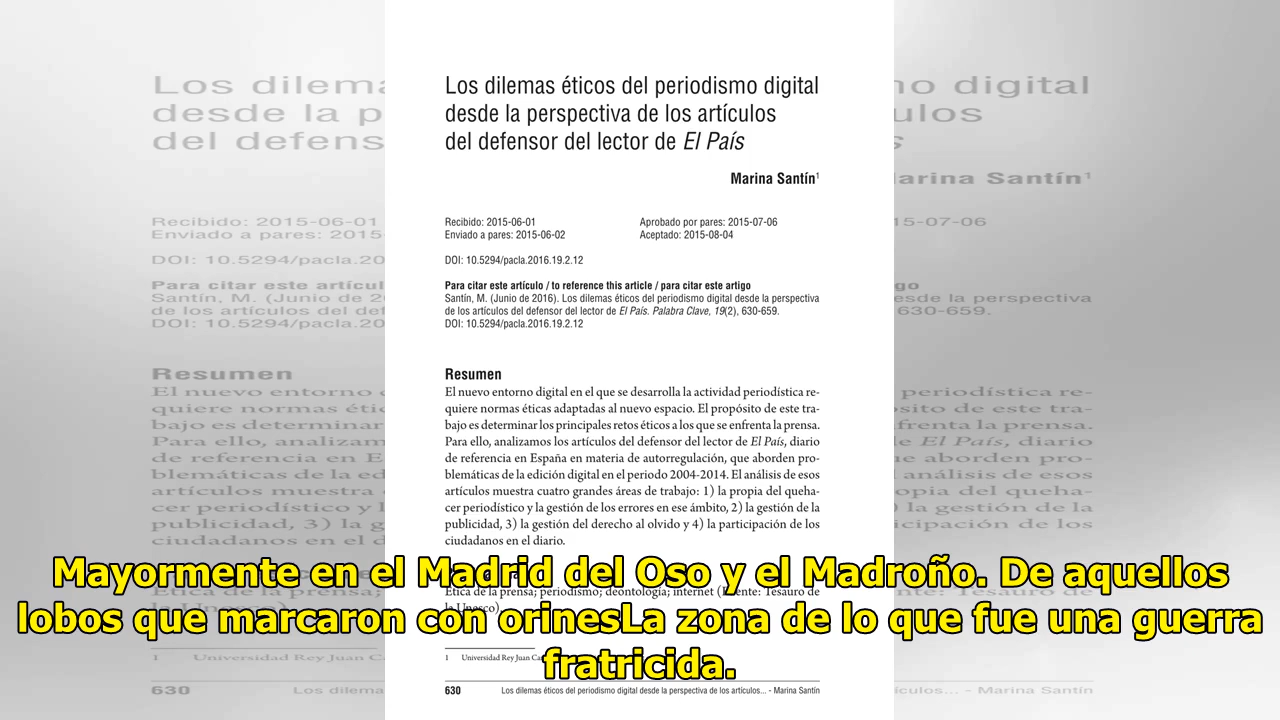 Los dilemas éticos del periodismo digital
desde la perspectiva de los artículos
del defensor del lector de El País
Marina Santín1
Recibido: 2015-06-01
Enviado a pares: 2015-06-02
Aprobado por pares: 2015-07-06
Aceptado: 2015-08-04
DOI: 10.5294/pacla.2016.19.2.12
Para citar este artículo / to reference this article / para citar este artigo
Santín, M. (Junio de 2016). Los dilemas éticos del periodismo digital desde la perspectiva
de los artículos del defensor del lector de El País. Palabra Clave, 19(2), 630-659.
DOI: 10.5294/pacla.2016.19.2.12
Resumen
El nuevo entorno digital en el que se desarrolla la actividad periodística re-
quiere normas éticas adaptadas al nuevo espacio. El propósito de este tra-
bajo es determinar los principales retos éticos a los que se enfrenta la prensa.
Para ello, analizamos los artículos del defensor del lector de El País, diario
de referencia en España en materia de autorregulación, que aborden pro-
blemáticas de la edición digital en el periodo 2004-2014. El análisis de esos
artículos muestra cuatro grandes áreas de trabajo: 1) la propia del queha-
cer periodístico y la gestión de los errores en ese ámbito, 2) la gestión de la
publicidad, 3) la gestión del derecho al olvido y 4) la participación de los
ciudadanos en el diario.
Mayormente en el Madrid del Oso y el Madroño. De aquellos
lobos que marcaron con orinesLa zona de lo que fue una guerra
fratricida.
Ética de la prensa; periodismo; deontología; internet Tesauro de
la Unesco).
1 Universidad Rey Juan
630 Los dilemas éticos del periodismo digital desde la perspectiva de los artículos... - Marina Santín